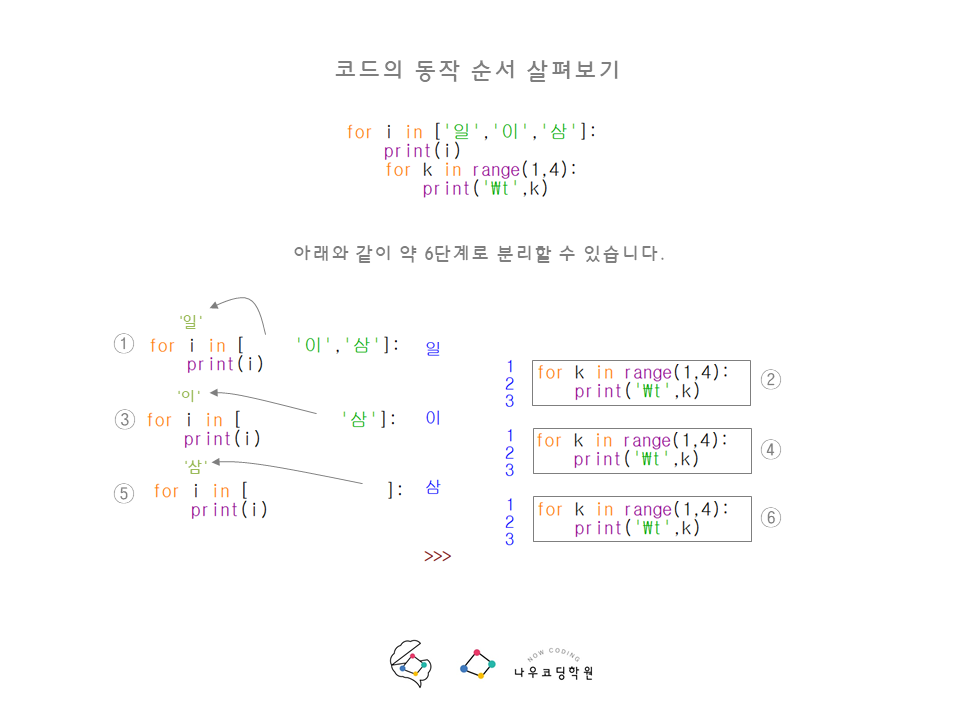 코드의 동작 순서 살펴보기
for i in ['일','이','삼']:
print(i)
for k in range(1,4):
print('₩t',k)
아래와 같이 약 6단계로 분리할 수 있습니다.
'일'
① for i in [ '이','삼']: 일
print(i)
1
2
3
for k in range(1,4):
print('₩t',k)
②
'이'
③ for i in [ '삼']: 이
print(i)
1
2
3
for k in range(1,4):
print('₩t',k)
④
'삼'
⑤ for i in [ ]: 삼
print(i)
1
2
3
for k in range(1,4):
print('₩t',k)
⑥
>>>
NOW CODING
나우코딩학원